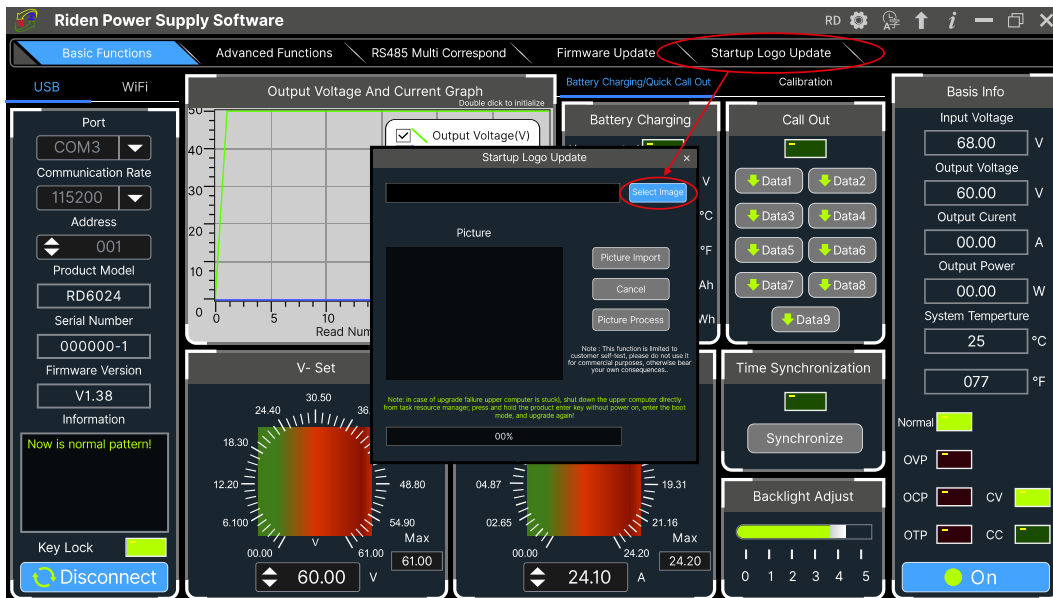 Riden Power Supply Software
RD
Basic Functions
Advanced Functions
RS485 Multi Correspond
Firmware Update
Startup Logo Update
USB
WiFi
Port
COM3
Communication Rate
115200
Address
001
Product Model
RD6024
Serial Number
000000-1
Firmware Version
V1.38
Information
Now is normal pattern!
Key Lock
Disconnect
Output Voltage And Current Graph
Double dick to initialize
Output Voltage(V)
50
40
30
20
10
0
0
5
10
Read Num
Battery Charging/Quick Call Out
Calibration
Battery Charging
V
°C
°F
Ah
Wh
Call Out
Data1
Data2
Data3
Data4
Data5
Data6
Data7
Data8
Data9
Startup Logo Update
×
Select Image
Picture
Picture Import
Cancel
Picture Process
Note : This function is limited to
customer self-test, please do not use it
for commercial purposes, otherwise bear
your own consequences..
Note: in case of upgrade failure upper computer is stuck), shut down the upper computer directly
from task resource manager, press and hold the product enter key without power on, enter the boot
mode, and upgrade again!
00%
V- Set
30.50
24.40
36
18.30
12.20
48.80
6.100
54.90
V
00.00
61.00
Max
61.00
60.00
V
04.87
19.31
02.65
21.16
A
00.00
24.20
Max
24.20
24.10
A
Time Synchronization
Synchronize
Backlight Adjust
0 1 2 3 4 5
Basis Info
Input Voltage
68.00 V
Output Voltage
60.00 V
Output Curent
00.00 A
Output Power
00.00 W
System Temperture
25 °C
077 °F
Normal
OVP
OCP
CV
OTP
CC
On